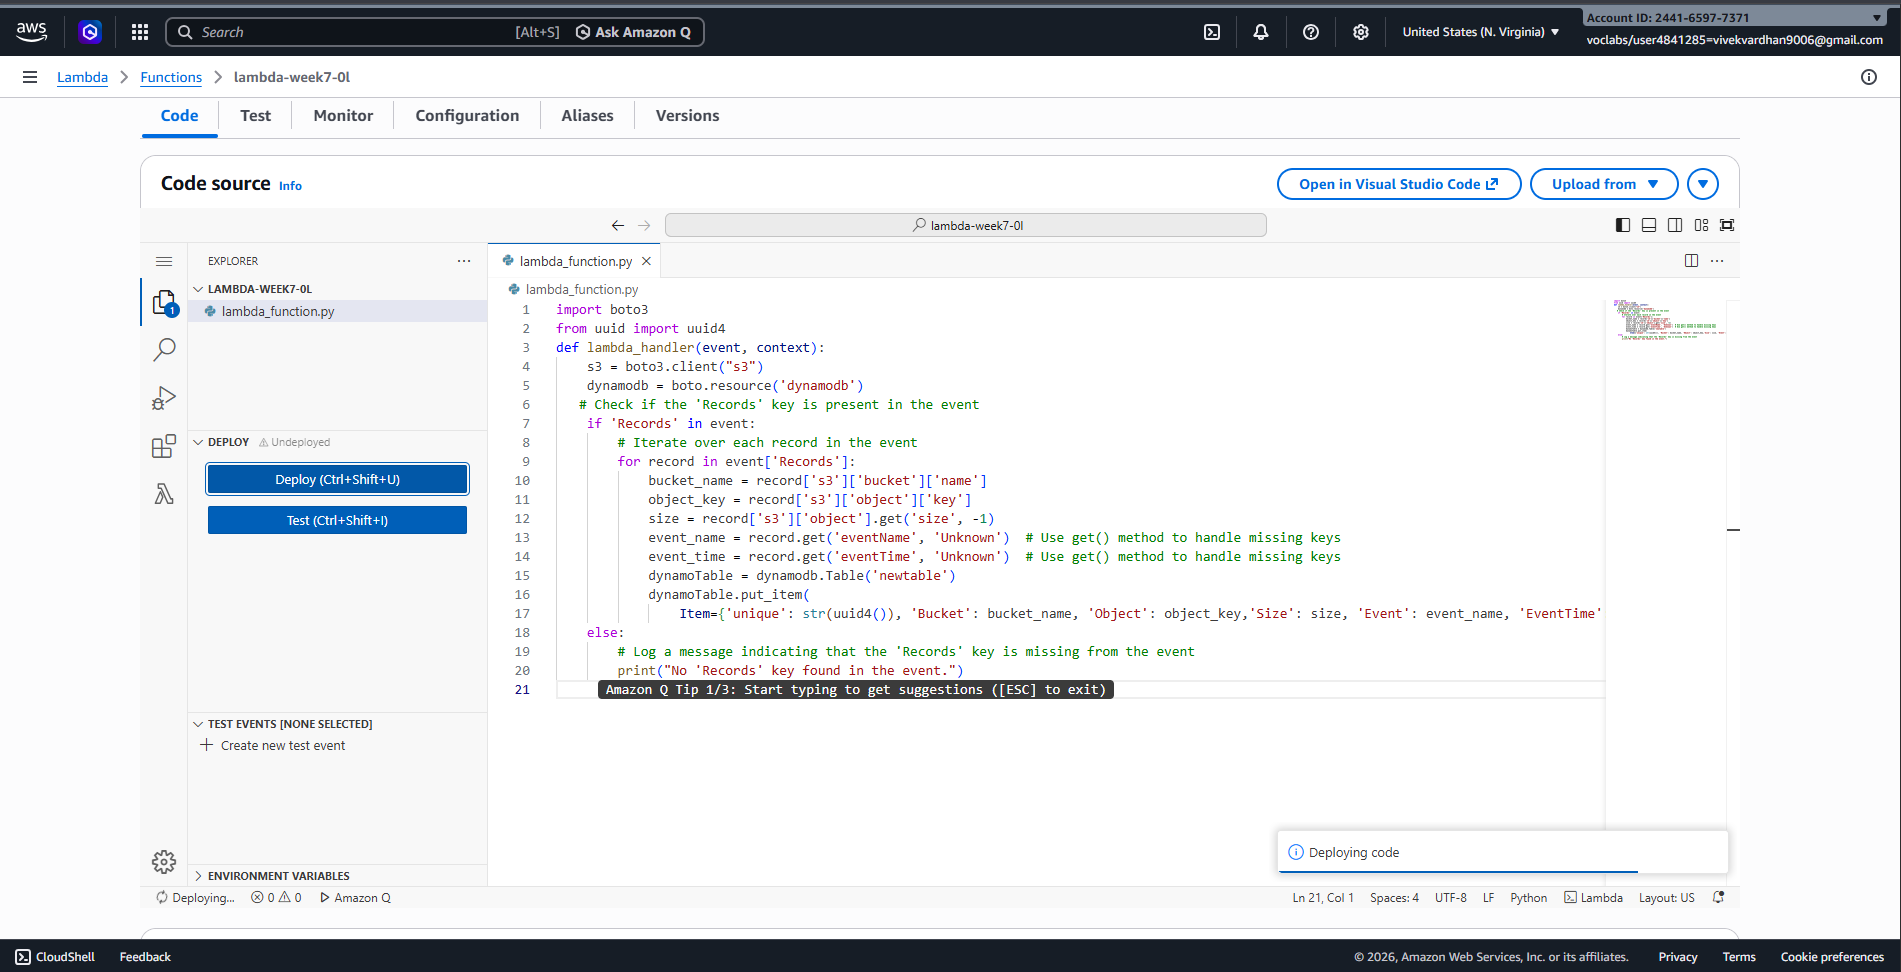 aws
Search [Alt+S] Ask Amazon Q
United States (N. Virginia)
Account ID: 2441-6597-7371
voclabs/user4841285=vivekvardhan9006@gmail.com
Lambda Functions lambda-week7-0l
Code Test Monitor Configuration Aliases Versions
Code source Info
Open in Visual Studio Code
Upload from
lambda-week7-0l
EXPLORER
lambda_function.py
LAMBDA-WEEK7-0L
1
lambda_function.py
lambda_function.py
1 import boto3
2 from uuid import uuid4
3 def lambda_handler(event, context):
4 s3 = boto3.client("s3")
5 dynamodb = boto.resource('dynamodb')
6 # Check if the 'Records' key is present in the event
7 if 'Records' in event:
8 # Iterate over each record in the event
9 for record in event['Records']:
10 bucket_name = record['s3']['bucket']['name']
11 object_key = record['s3']['object']['key']
12 size = record['s3']['object'].get('size', -1)
13 event_name = record.get('eventName', 'Unknown') # Use get() method to handle missing keys
14 event_time = record.get('eventTime', 'Unknown') # Use get() method to handle missing keys
15 dynamoTable = dynamodb.Table('newtable')
16 dynamoTable.put_item(
17 Item={'unique': str(uuid4()), 'Bucket': bucket_name, 'Object': object_key,'Size': size, 'Event': event_name, 'EventTime'
18 else:
19 # Log a message indicating that the 'Records' key is missing from the event
20 print("No 'Records' key found in the event.")
21 Amazon Q Tip 1/3: Start typing to get suggestions ([ESC] to exit)
DEPLOY Undeployed
Deploy (Ctrl+Shift+U)
Test (Ctrl+Shift+I)
TEST EVENTS [NONE SELECTED]
Create new test event
ENVIRONMENT VARIABLES
Deploying code
Deploying... 0 0 Amazon Q
Ln 21, Col 1 Spaces: 4 UTF-8 LF Python Lambda Layout: US
CloudShell Feedback
© 2026, Amazon Web Services, Inc. or its affiliates. Privacy Terms Cookie preferences